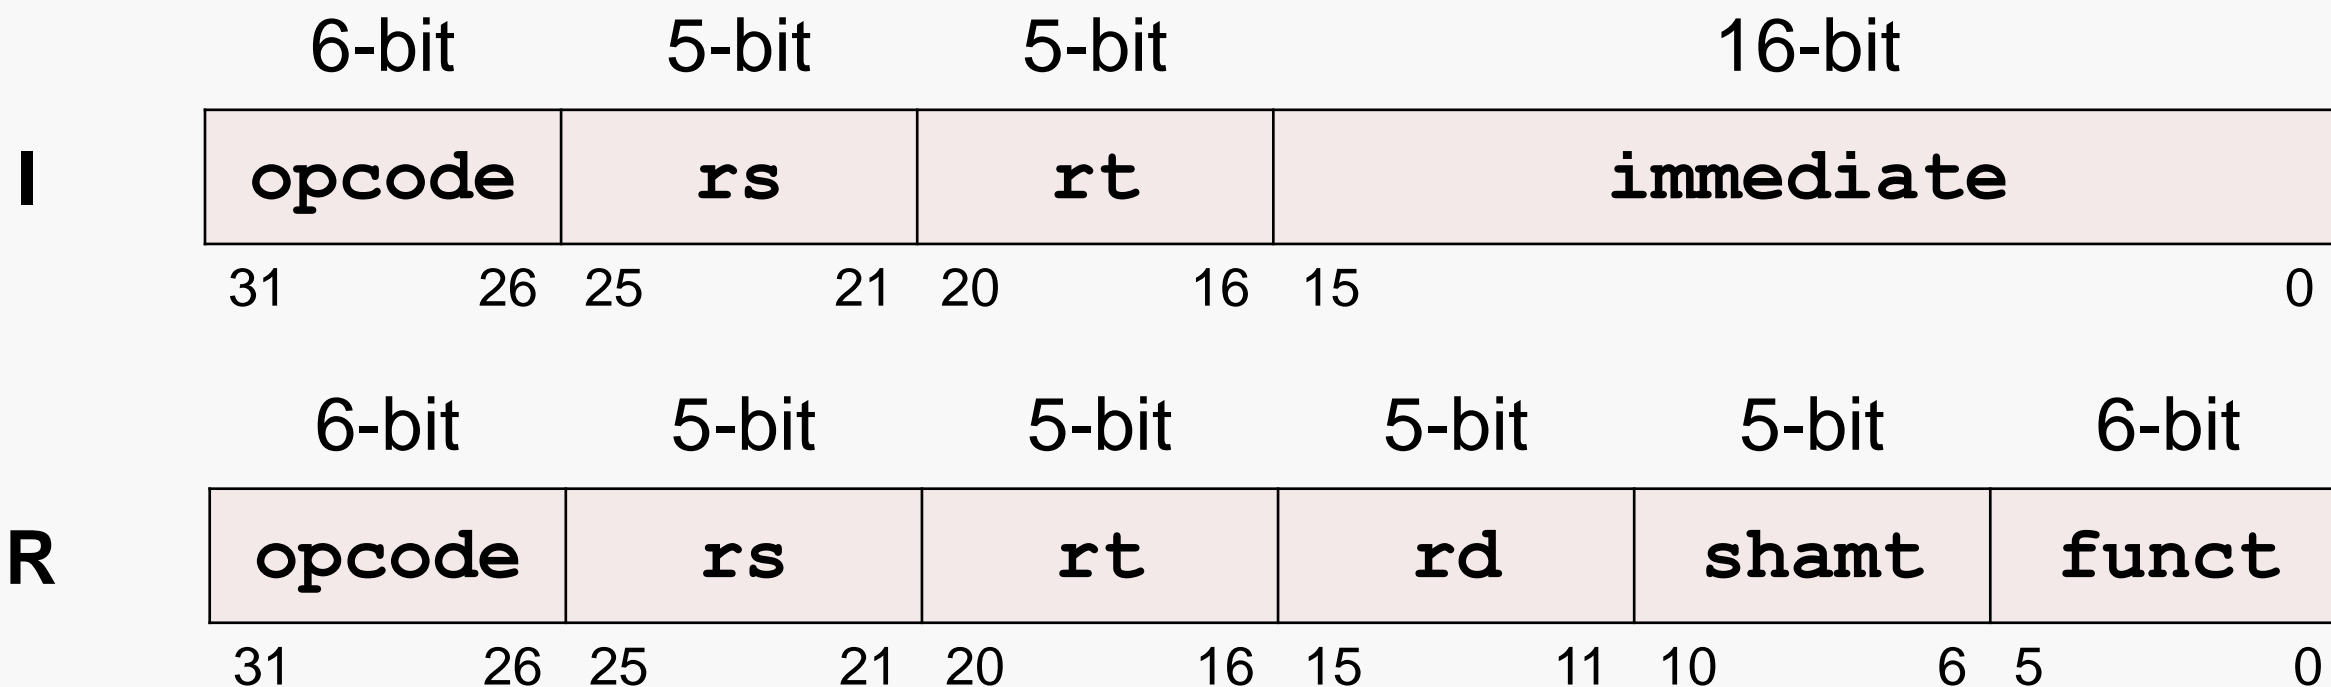 6-bit 5-bit 5-bit 16-bit
I opcode rs rt immediate
31 26 25 21 20 16 15 0
6-bit 5-bit 5-bit 5-bit 5-bit 6-bit
R opcode rs rt rd shamt funct
31 26 25 21 20 16 15 11 10 6 5 0